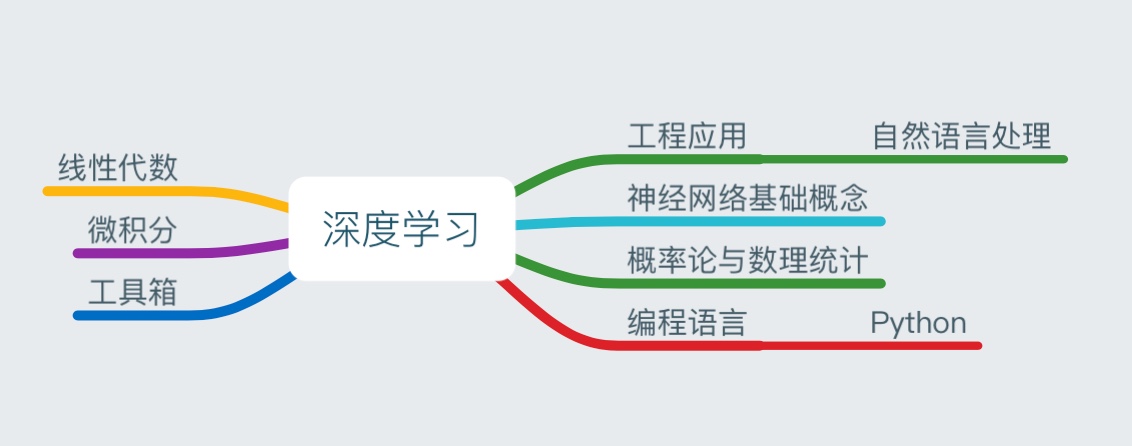 深度学习
工程应用
自然语言处理
神经网络基础概念
概率论与数理统计
编程语言
Python
线性代数
微积分
工具箱